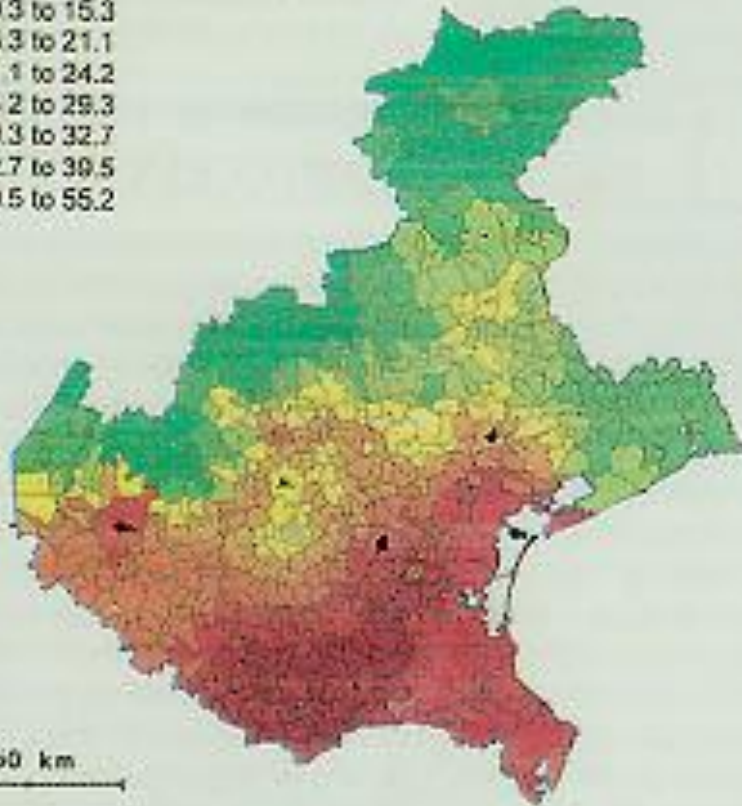 .3 to 15.3
.3 to 21.1
1 to 24.2
.2 to 29.3
.3 to 32.7
.7 to 39.5
.5 to 55.2
50 km